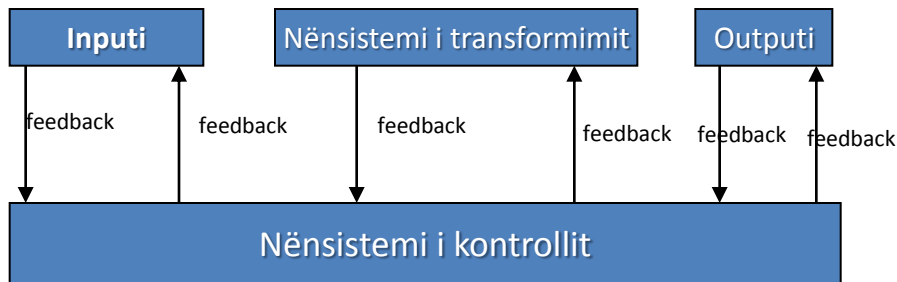 Inputi
Nënsistemi i transformimit
Outputi
feedback
feedback
feedback
feedback
feedback
feedback
Nënsistemi i kontrollit